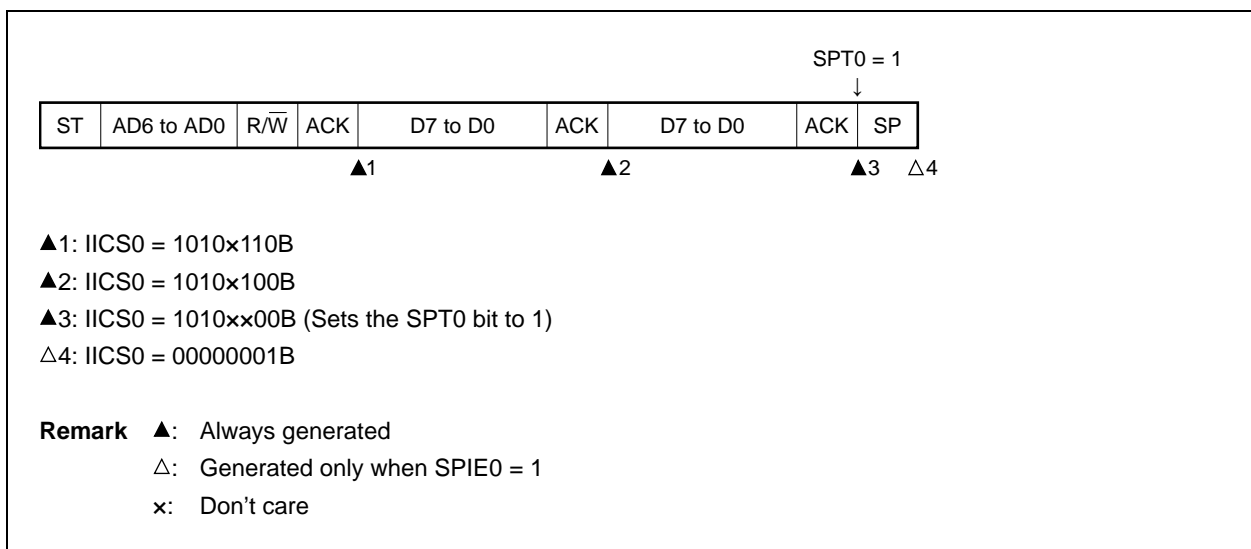 SPT0 = 1
↓
ST AD6 to AD0 R/W̅ ACK D7 to D0 ACK D7 to D0 ACK SP
▲1 ▲2 ▲3 △4
▲1: IICS0 = 1010×110B
▲2: IICS0 = 1010×100B
▲3: IICS0 = 1010××00B (Sets the SPT0 bit to 1)
△4: IICS0 = 00000001B
Remark ▲: Always generated
△: Generated only when SPIE0 = 1
×: Don't care